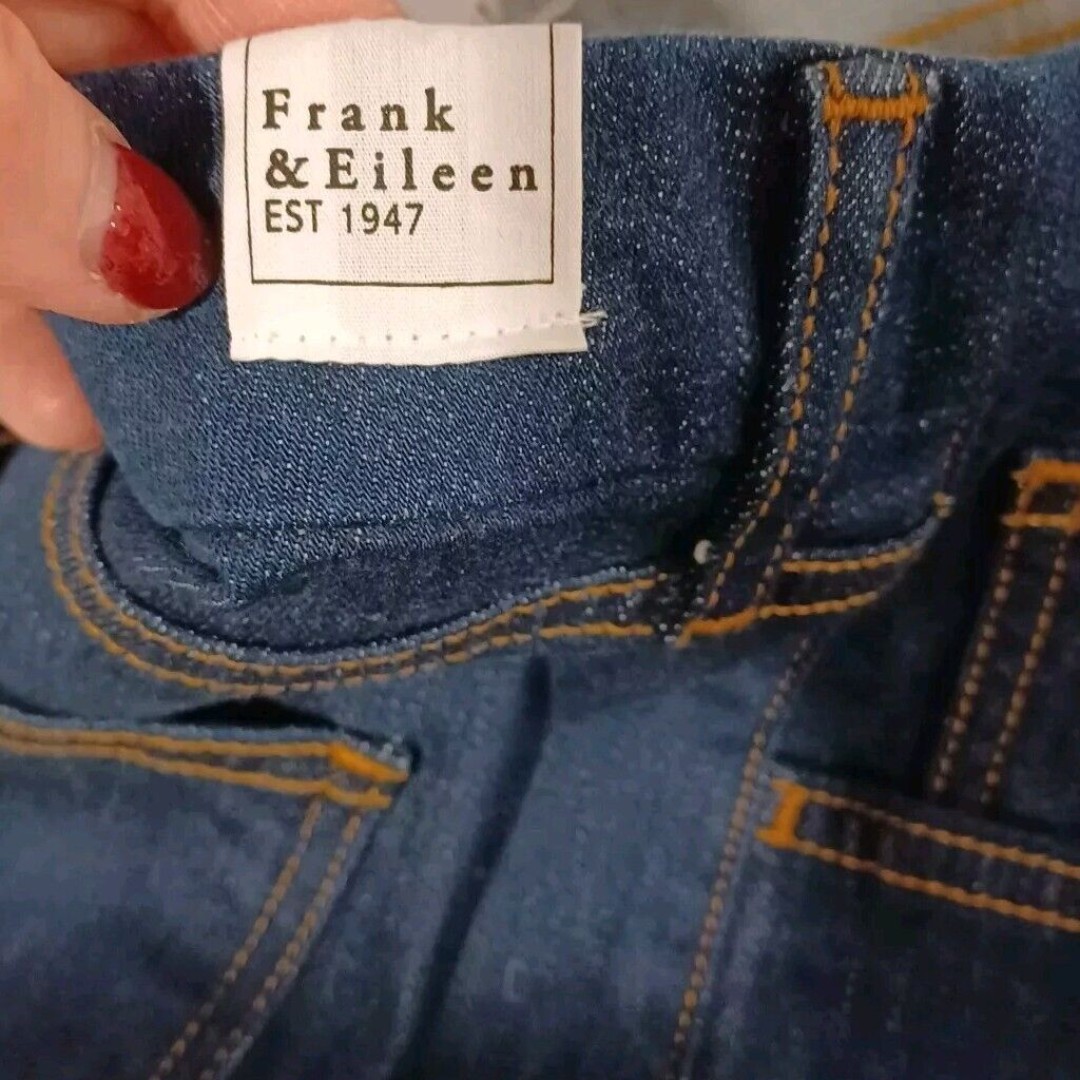 Frank
& Eileen
EST 1947